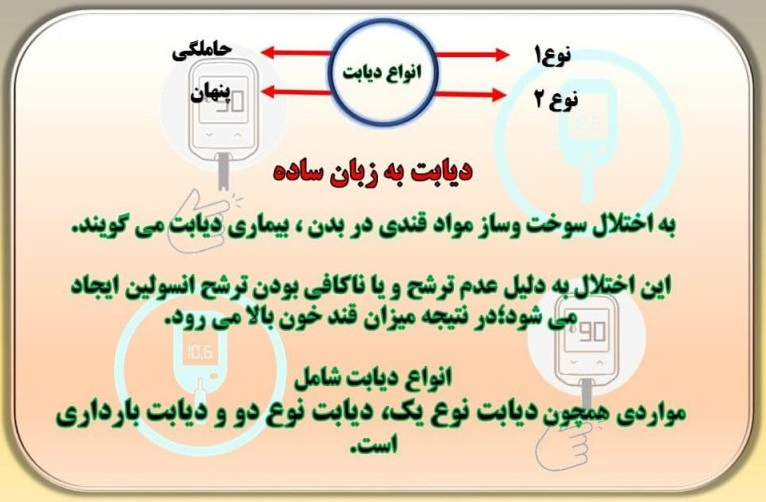 نوع۱
حاملگی
انواع دیابت
نوع ۲
پنهان
90
دیابت به زبان ساده
به اختلال سوخت وساز مواد قندی در بدن ، بیماری دیابت می گویند.
این اختلال به دلیل عدم ترشح و یا ناکافی بودن ترشح انسولین ایجاد
می شود؛در نتیجه میزان قند خون بالا می رود.
90
10.6
انواع دیابت شامل
مواردی همچون دیابت نوع یک، دیابت نوع دو و دیابت بارداری
است.